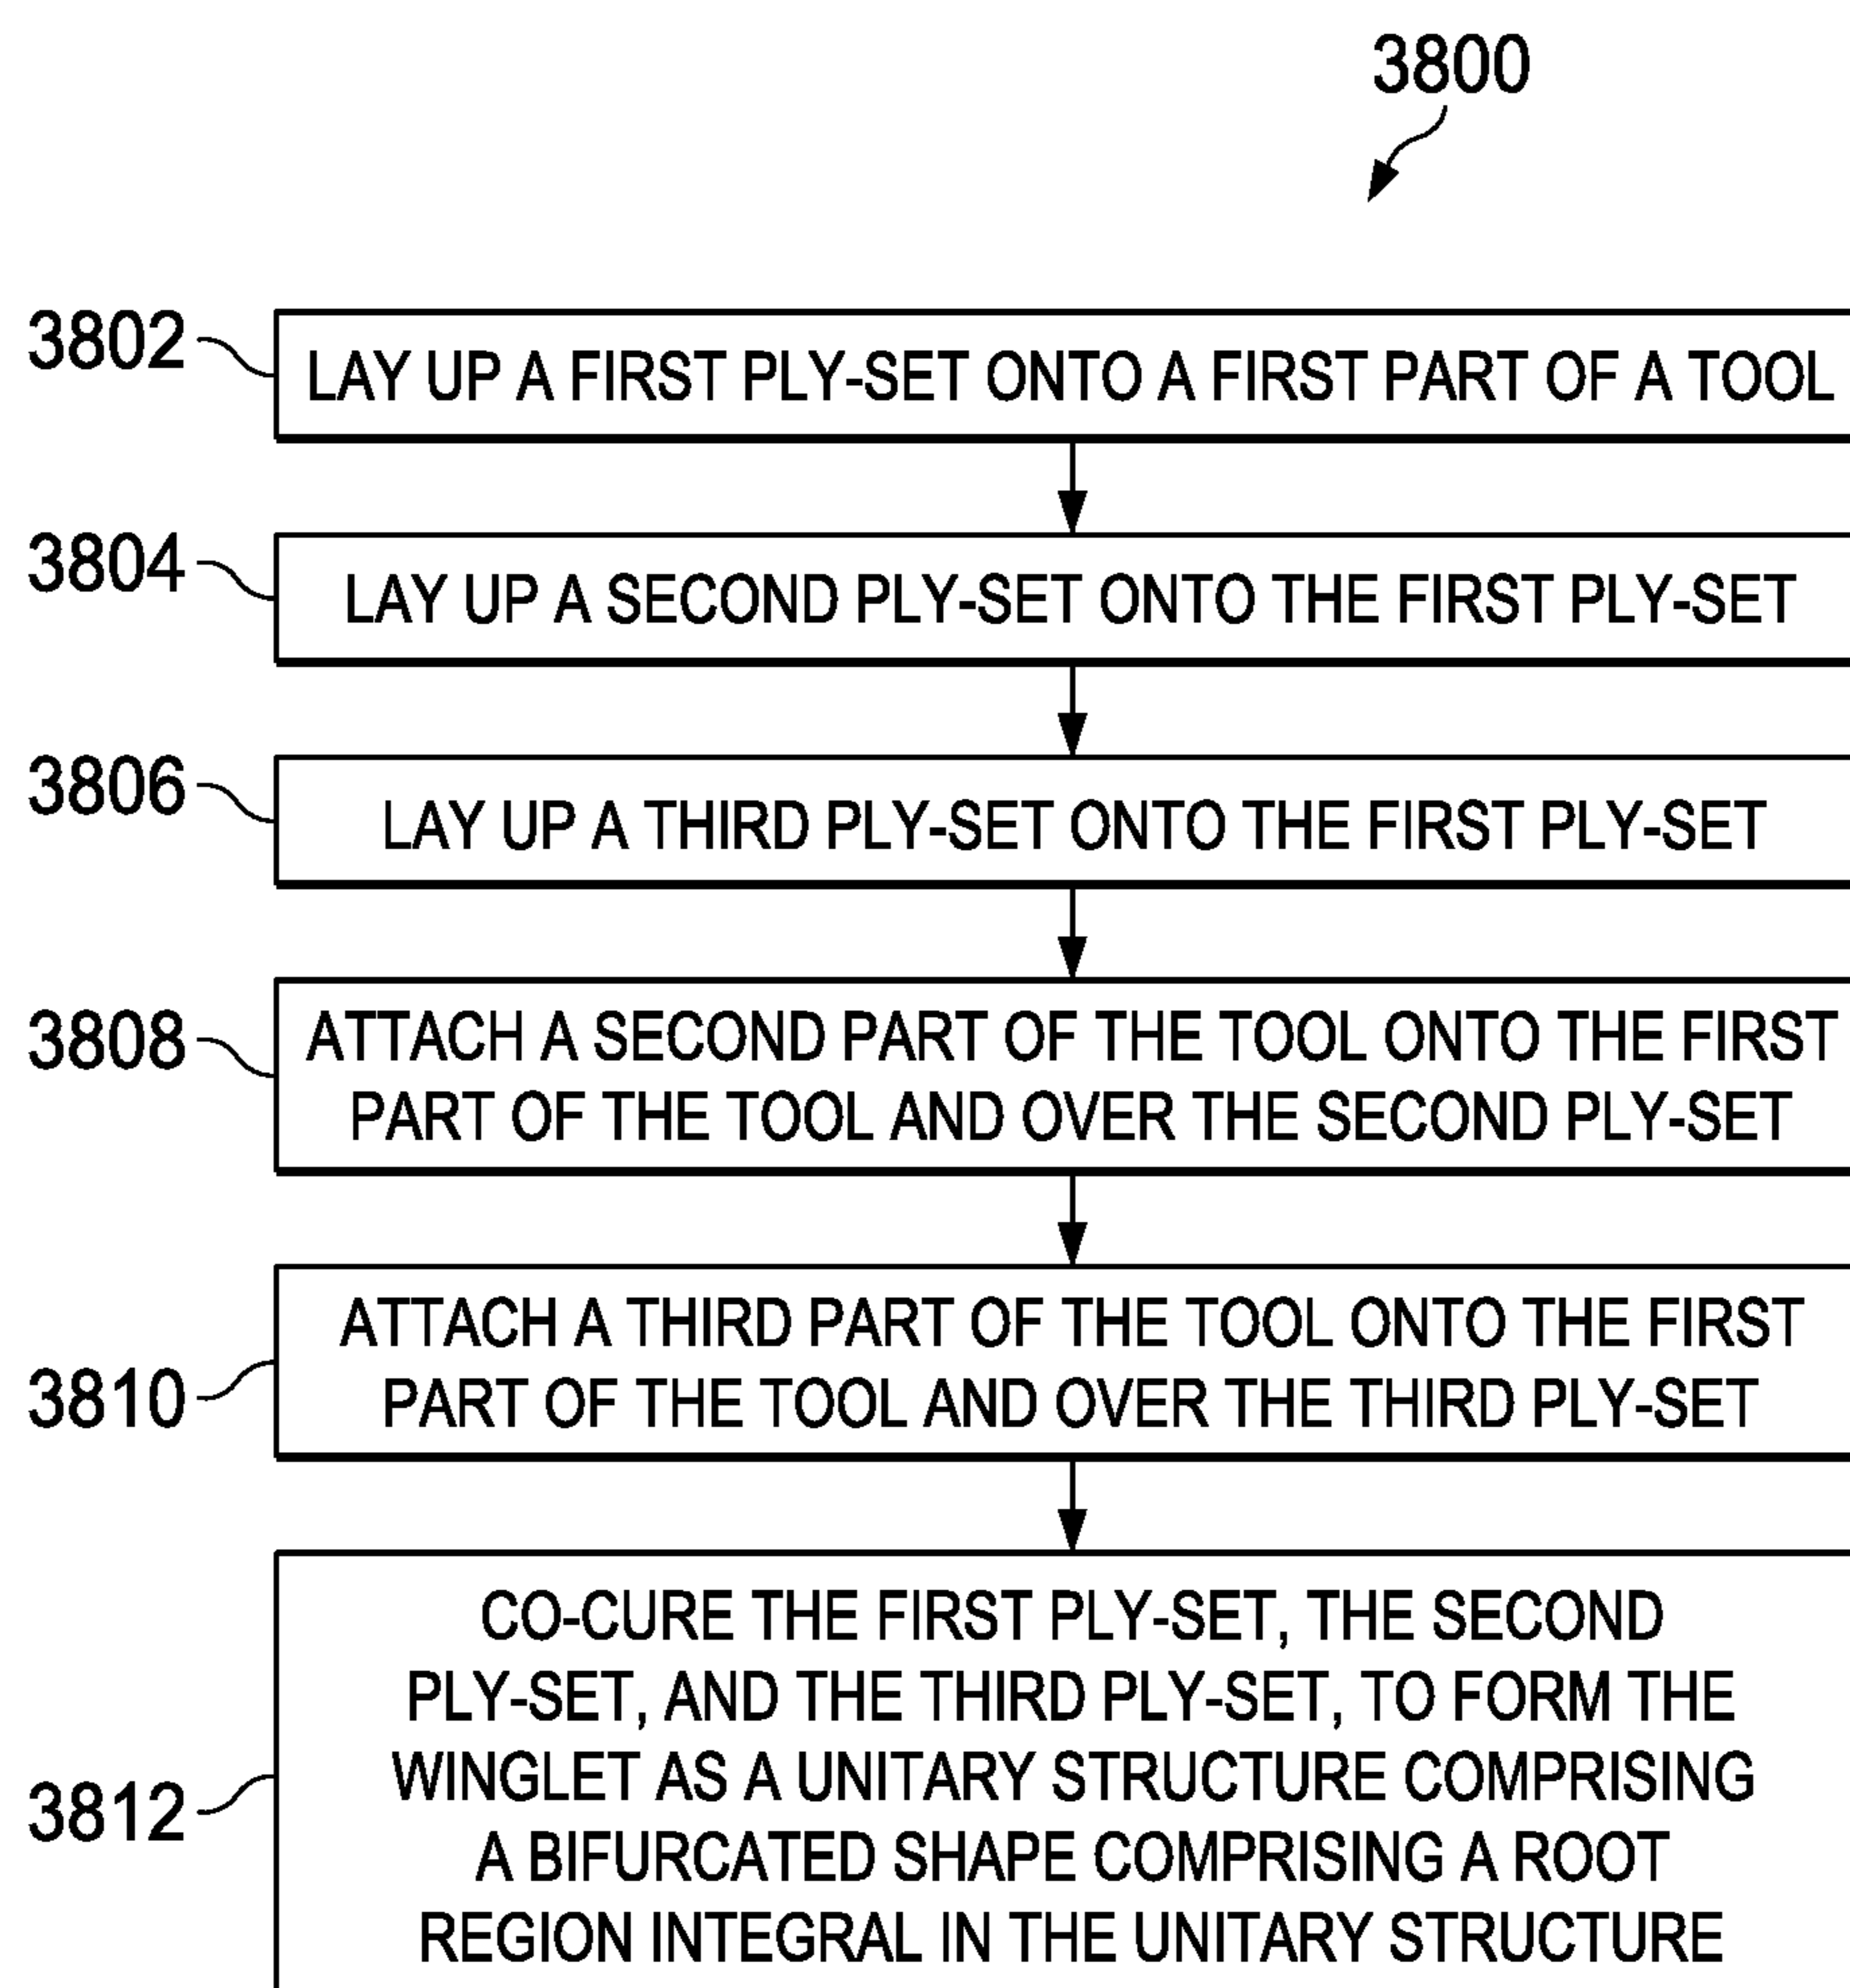 3800
3802
LAY UP A FIRST PLY-SET ONTO A FIRST PART OF A TOOL
3804
LAY UP A SECOND PLY-SET ONTO THE FIRST PLY-SET
3806
LAY UP A THIRD PLY-SET ONTO THE FIRST PLY-SET
3808
ATTACH A SECOND PART OF THE TOOL ONTO THE FIRST
PART OF THE TOOL AND OVER THE SECOND PLY-SET
3810
ATTACH A THIRD PART OF THE TOOL ONTO THE FIRST
PART OF THE TOOL AND OVER THE THIRD PLY-SET
3812
CO-CURE THE FIRST PLY-SET, THE SECOND
PLY-SET, AND THE THIRD PLY-SET, TO FORM THE
WINGLET AS A UNITARY STRUCTURE COMPRISING
A BIFURCATED SHAPE COMPRISING A ROOT
REGION INTEGRAL IN THE UNITARY STRUCTURE